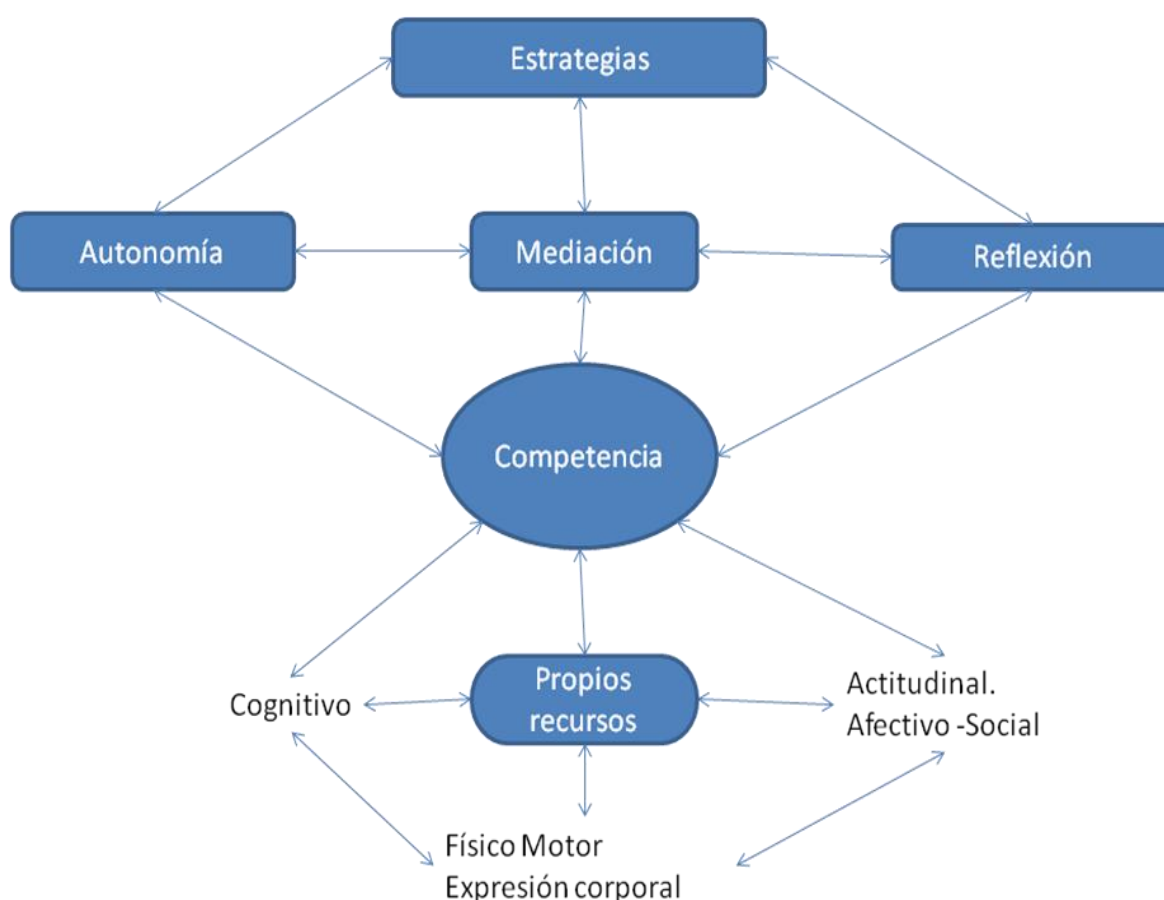 Estrategias
Autonomía
Mediación
Reflexión
Competencia
Cognitivo
Propios
recursos
Actitudinal.
Afectivo -Social
Físico Motor
Expresión corporal